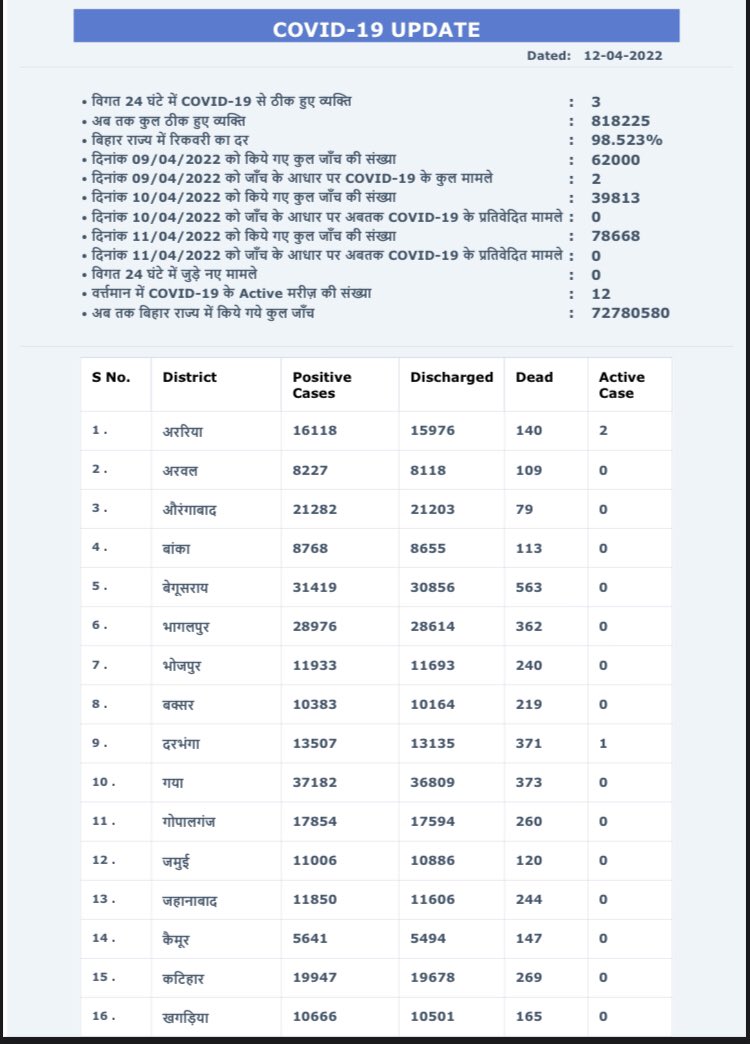 COVID-19 UPDATE
Dated: 12-04-2022
• विगत 24 घंटे में COVID-19 से ठीक हुए व्यक्ति : 3
• अब तक कुल ठीक हुए व्यक्ति : 818225
• बिहार राज्य में रिकवरी का दर : 98.523%
• दिनांक 09/04/2022 को किये गए कुल जाँच की संख्या : 62000
• दिनांक 09/04/2022 को जाँच के आधार पर COVID-19 के कुल मामले : 2
• दिनांक 10/04/2022 को किये गए कुल जाँच की संख्या : 39813
• दिनांक 10/04/2022 को जाँच के आधार पर अबतक COVID-19 के प्रतिवेदित मामले : 0
• दिनांक 11/04/2022 को किये गए कुल जाँच की संख्या : 78668
• दिनांक 11/04/2022 को जाँच के आधार पर अबतक COVID-19 के प्रतिवेदित मामले : 0
• विगत 24 घंटे में जुड़े नए मामले : 0
• वर्त्तमान में COVID-19 के Active मरीज़ की संख्या : 12
• अब तक बिहार राज्य में किये गये कुल जाँच : 72780580
S No. District Positive Cases Discharged Dead Active Case
1 . अररिया 16118 15976 140 2
2 . अरवल 8227 8118 109 0
3 . औरंगाबाद 21282 21203 79 0
4 . बांका 8768 8655 113 0
5 . बेगूसराय 31419 30856 563 0
6 . भागलपुर 28976 28614 362 0
7 . भोजपुर 11933 11693 240 0
8 . बक्सर 10383 10164 219 0
9 . दरभंगा 13507 13135 371 1
10 . गया 37182 36809 373 0
11 . गोपालगंज 17854 17594 260 0
12 . जमुई 11006 10886 120 0
13 . जहानाबाद 11850 11606 244 0
14 . कैमूर 5641 5494 147 0
15 . कटिहार 19947 19678 269 0
16 . खगड़िया 10666 10501 165 0